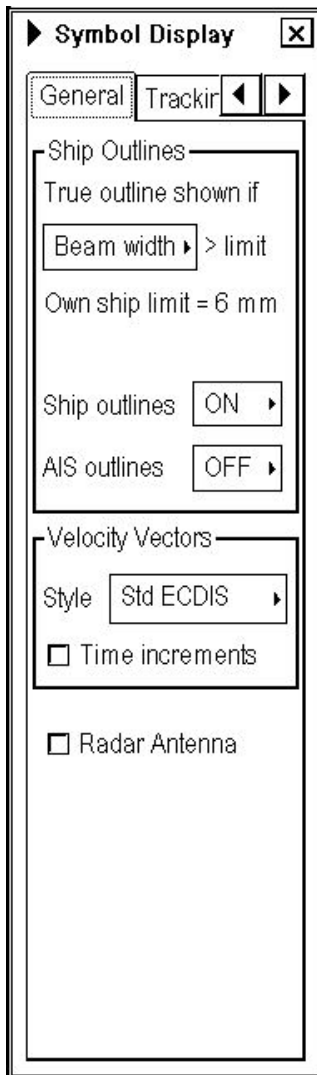 Symbol Display
General Trackir
Ship Outlines
True outline shown if
Beam width > limit
Own ship limit = 6 mm
Ship outlines ON
AIS outlines OFF
Velocity Vectors
Style Std ECDIS
Time increments
Radar Antenna